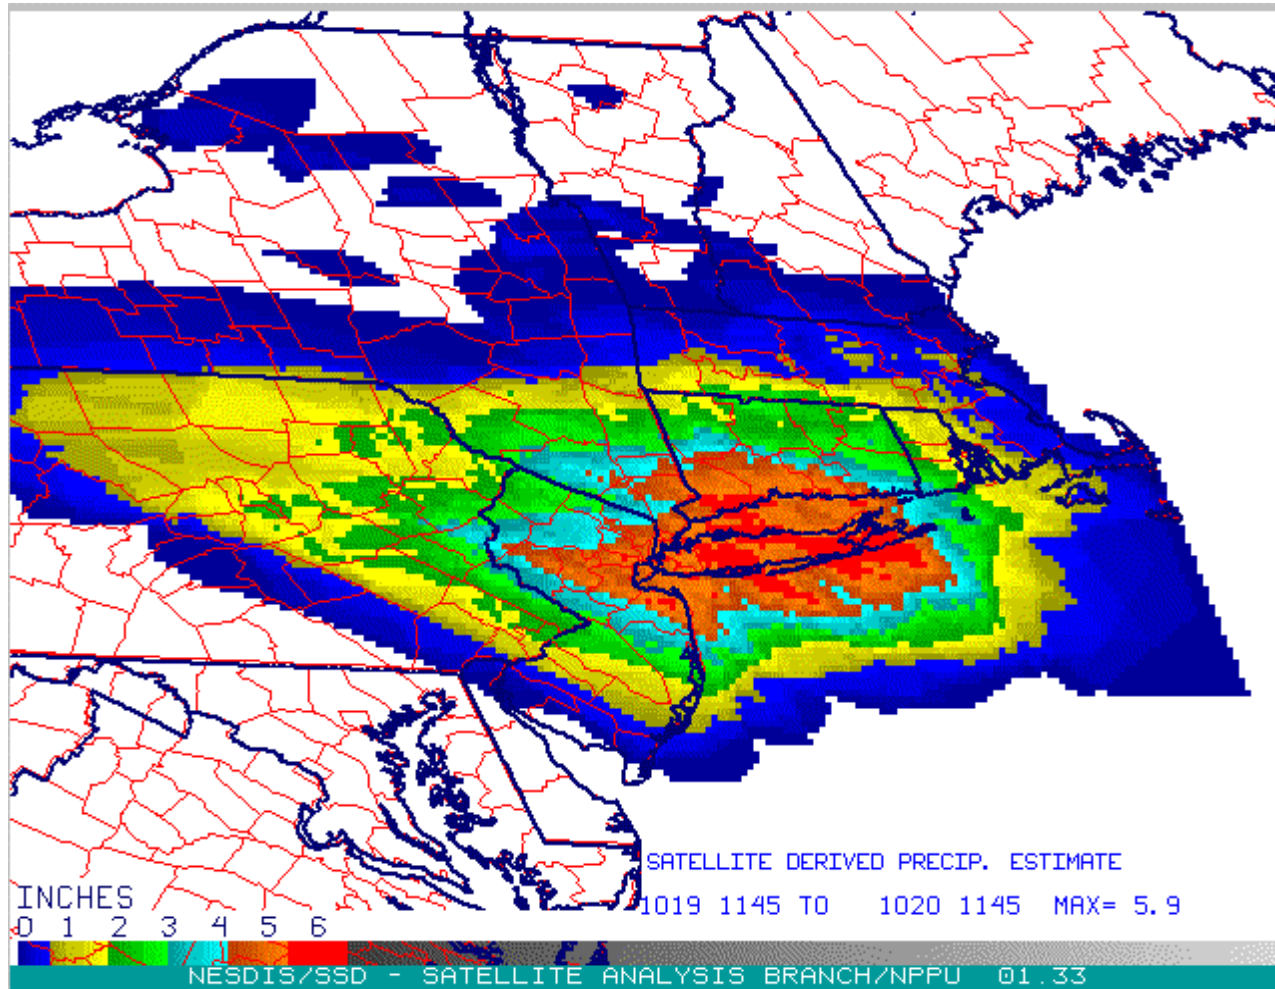 SATELLITE DERIVED PRECIP. ESTIMATE
INCHES
1019 1145 TO 1020 1145 MAX= 5.9
0 1 2 3 4 5 6
NESDIS/SSD - SATELLITE ANALYSIS BRANCH/NPPU 01.33